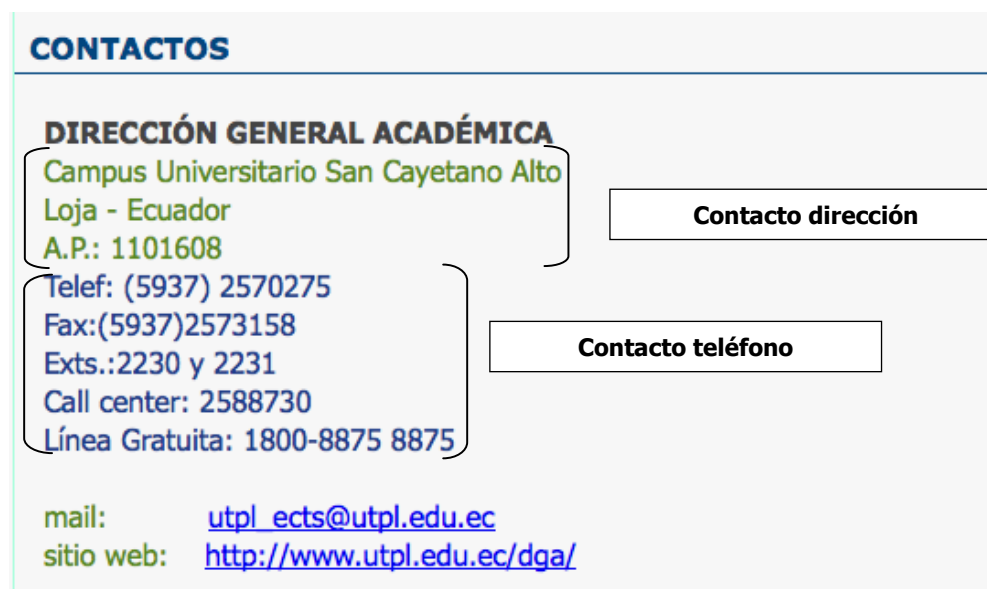 CONTACTOS
DIRECCIÓN GENERAL ACADÉMICA
Campus Universitario San Cayetano Alto
Loja - Ecuador
A.P.: 1101608
Contacto dirección
Telef: (5937) 2570275
Fax:(5937)2573158
Exts.:2230 y 2231
Call center: 2588730
Línea Gratuita: 1800-8875 8875
Contacto teléfono
mail: utpl_ects@utpl.edu.ec
sitio web: http://www.utpl.edu.ec/dga/